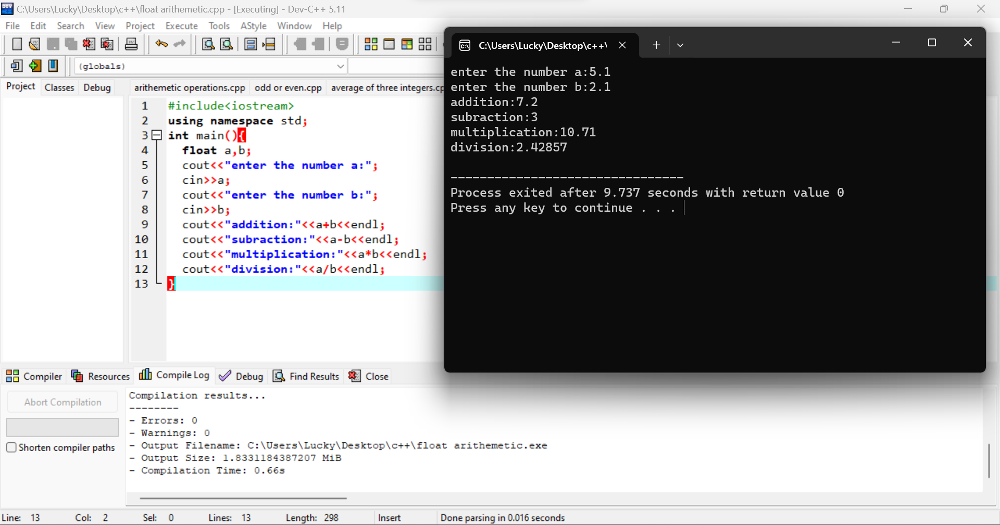 C:\Users\Lucky\Desktop\c++\float arithemetic.cpp - [Executing] - Dev-C++ 5.11
File Edit Search View Project Execute Tools AStyle Window Help
(globals)
Project Classes Debug
arithemetic operations.cpp odd or even.cpp average of three integers.cp
1 #include<iostream>
2 using namespace std;
3 int main(){
4 float a,b;
5 cout<<"enter the number a:";
6 cin>>a;
7 cout<<"enter the number b:";
8 cin>>b;
9 cout<<"addition:"<<a+b<<endl;
10 cout<<"subraction:"<<a-b<<endl;
11 cout<<"multiplication:"<<a*b<<endl;
12 cout<<"division:"<<a/b<<endl;
13 }
C:\Users\Lucky\Desktop\c++\
enter the number a:5.1
enter the number b:2.1
addition:7.2
subraction:3
multiplication:10.71
division:2.42857
--------------------------------
Process exited after 9.737 seconds with return value 0
Press any key to continue . . .
Compiler Resources Compile Log Debug Find Results Close
Abort Compilation
Shorten compiler paths
Compilation results...
--------
- Errors: 0
- Warnings: 0
- Output Filename: C:\Users\Lucky\Desktop\c++\float arithemetic.exe
- Output Size: 1.8331184387207 MiB
- Compilation Time: 0.66s
Line: 13 Col: 2 Sel: 0 Lines: 13 Length: 298 Insert Done parsing in 0.016 seconds